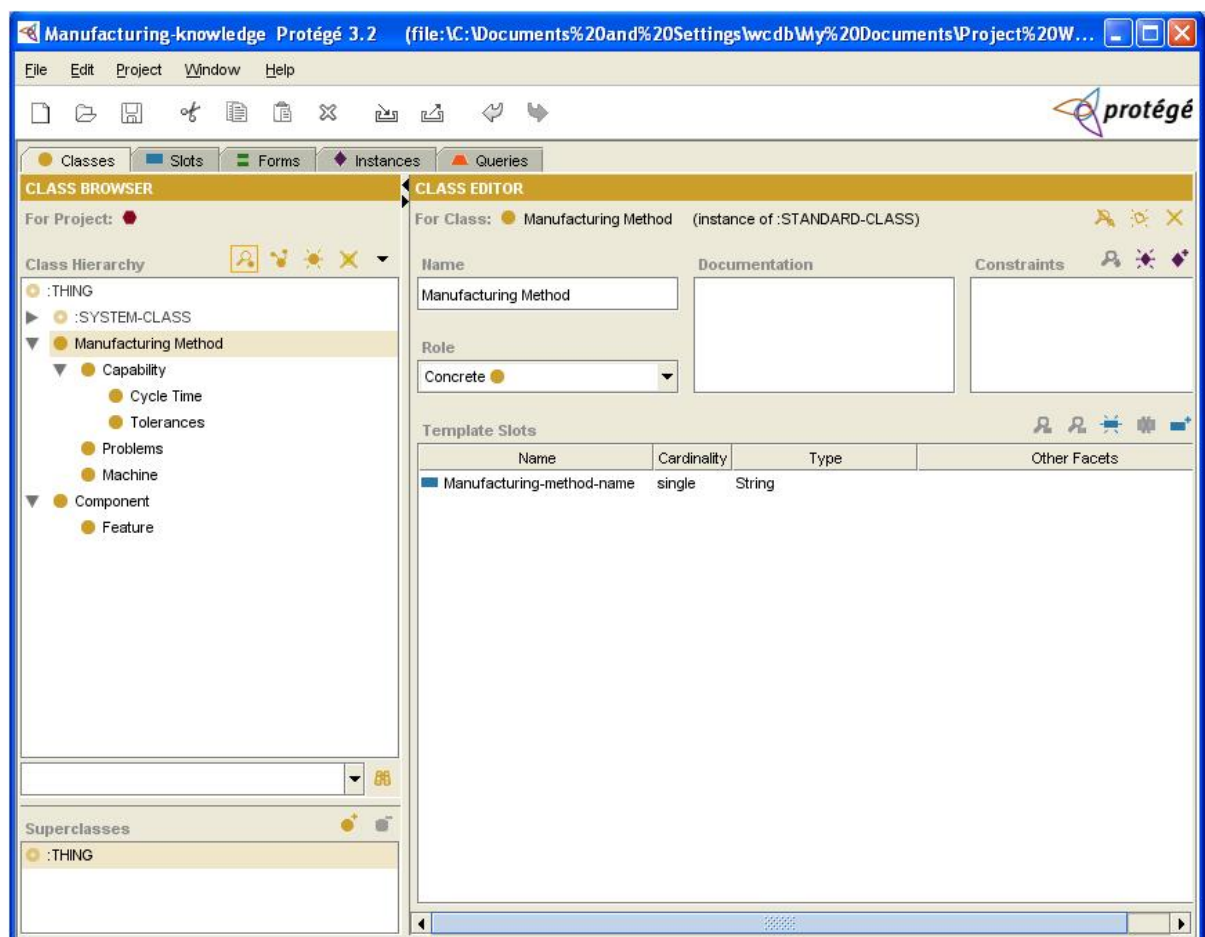 Manufacturing-knowledge Protégé 3.2 (file:\C:\Documents%20and%20Settings\wcdb\My%20Documents\Project%20W...
File Edit Project Window Help
protégé
Classes Slots Forms Instances Queries
CLASS BROWSER
For Project:
Class Hierarchy
:THING
:SYSTEM-CLASS
Manufacturing Method
Capability
Cycle Time
Tolerances
Problems
Machine
Component
Feature
Superclasses
:THING
CLASS EDITOR
For Class: Manufacturing Method (instance of :STANDARD-CLASS)
Name Documentation Constraints
Manufacturing Method
Role
Concrete
Template Slots
Name Cardinality Type Other Facets
Manufacturing-method-name single String